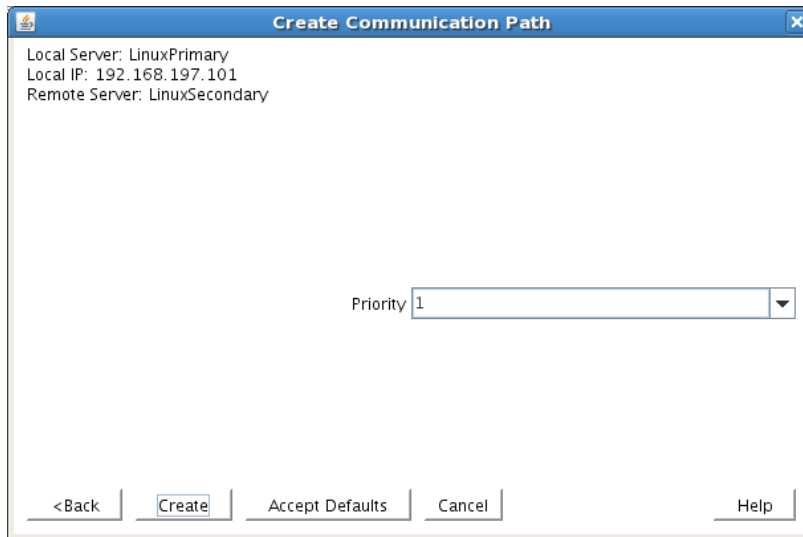 Create Communication Path
Local Server: LinuxPrimary
Local IP: 192.168.197.101
Remote Server: LinuxSecondary
Priority 1
<Back Create Accept Defaults Cancel Help